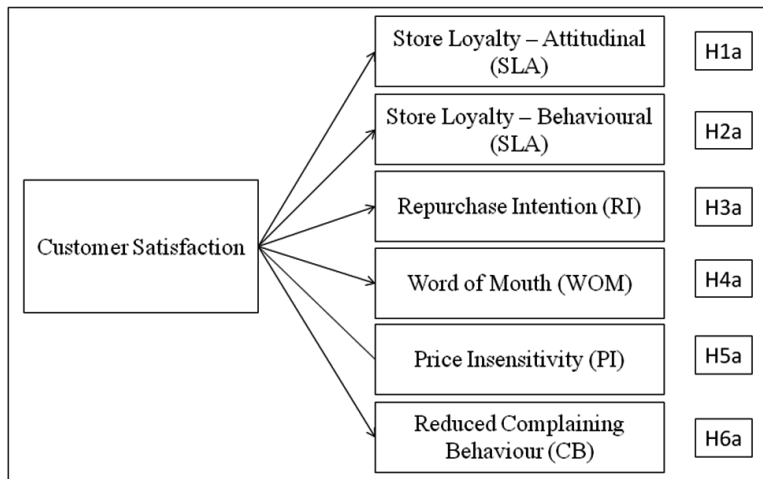 Store Loyalty – Attitudinal
(SLA)
H1a
Store Loyalty – Behavioural
(SLA)
H2a
Repurchase Intention (RI)
H3a
Customer Satisfaction
Word of Mouth (WOM)
H4a
Price Insensitivity (PI)
H5a
Reduced Complaining
Behaviour (CB)
H6a